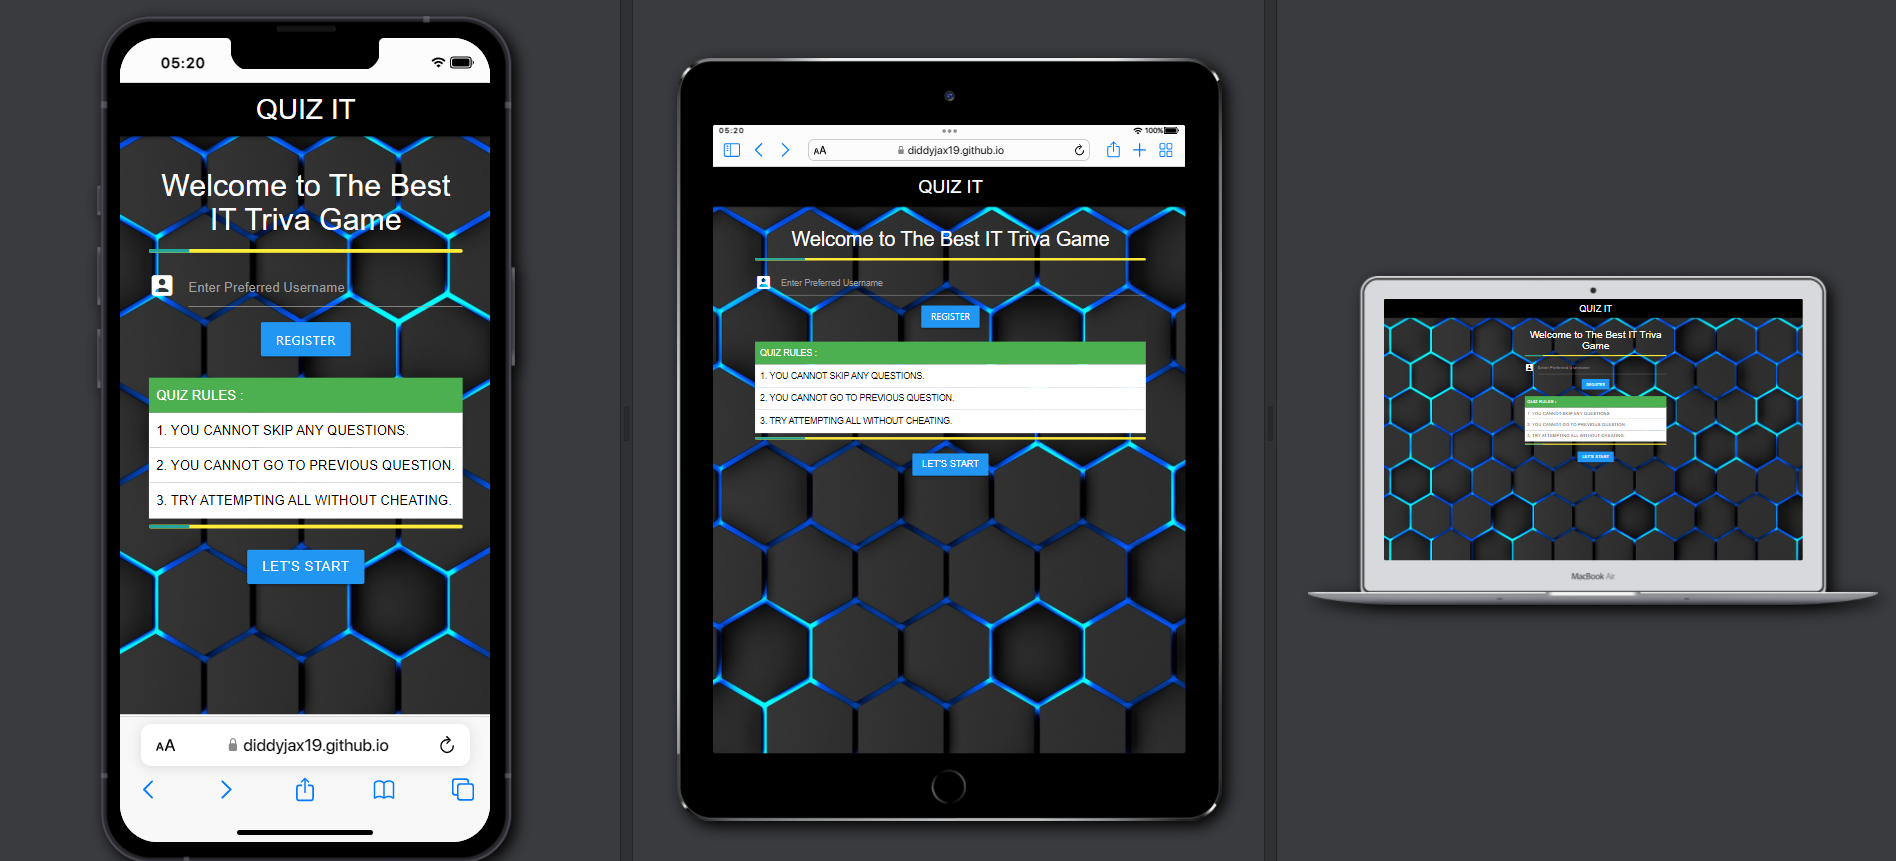 05:20
QUIZ IT
Welcome to The Best
IT Triva Game
Enter Preferred Username
REGISTER
QUIZ RULES :
1. YOU CANNOT SKIP ANY QUESTIONS.
2. YOU CANNOT GO TO PREVIOUS QUESTION.
3. TRY ATTEMPTING ALL WITHOUT CHEATING.
LET'S START
AA
diddyjax19.github.io
05:20
100%
AA
diddyjax19.github.io
QUIZ IT
Welcome to The Best IT Triva Game
Enter Preferred Username
REGISTER
QUIZ RULES :
1. YOU CANNOT SKIP ANY QUESTIONS.
2. YOU CANNOT GO TO PREVIOUS QUESTION.
3. TRY ATTEMPTING ALL WITHOUT CHEATING.
LET'S START
QUIZ IT
Welcome to The Best IT Triva
Game
Enter Preferred Username
REGISTER
QUIZ RULES :
1. YOU CANNOT SKIP ANY QUESTIONS.
2. YOU CANNOT GO TO PREVIOUS QUESTION.
3. TRY ATTEMPTING ALL WITHOUT CHEATING.
LET'S START
MacBook Air